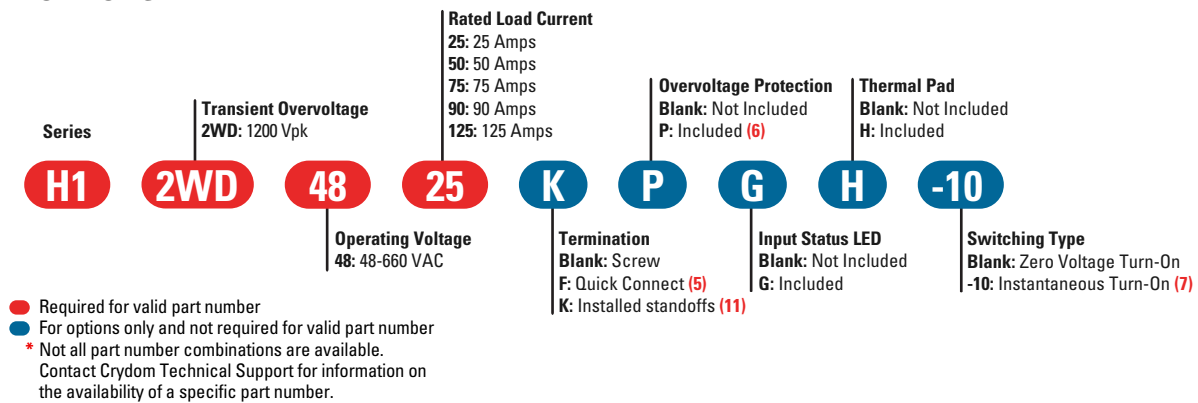 Rated Load Current
25: 25 Amps
50: 50 Amps
75: 75 Amps
90: 90 Amps
125: 125 Amps
Transient Overvoltage
2WD: 1200 Vpk
Overvoltage Protection
Blank: Not Included
P: Included (6)
Thermal Pad
Blank: Not Included
H: Included
Series
H1 2WD 48 25 K P G H -10
Operating Voltage
48: 48-660 VAC
Termination
Blank: Screw
F: Quick Connect (5)
K: Installed standoffs (11)
Input Status LED
Blank: Not Included
G: Included
Switching Type
Blank: Zero Voltage Turn-On
-10: Instantaneous Turn-On (7)
Required for valid part number
For options only and not required for valid part number
* Not all part number combinations are available.
Contact Crydom Technical Support for information on
the availability of a specific part number.